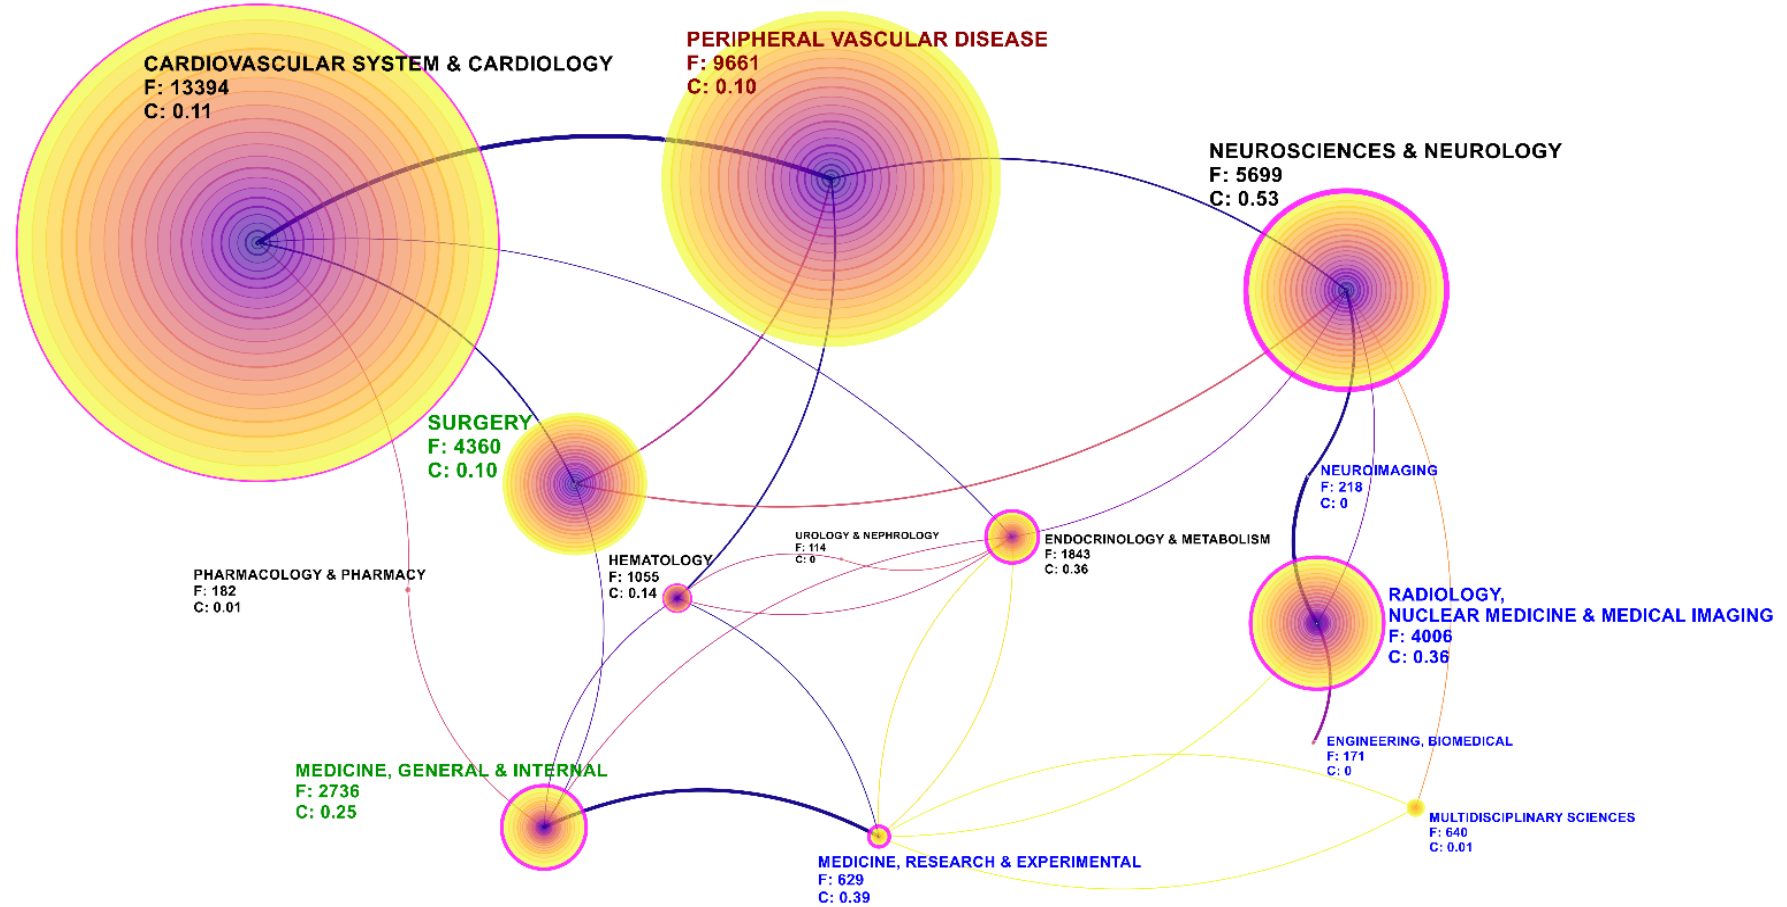 CARDIOVASCULAR SYSTEM & CARDIOLOGY
F: 13394
C: 0.11
PERIPHERAL VASCULAR DISEASE
F: 9661
C: 0.10
NEUROSCIENCES & NEUROLOGY
F: 5699
C: 0.53
SURGERY
F: 4360
C: 0.10
NEUROIMAGING
F: 218
C: 0
UROLOGY & NEPHROLOGY
F: 114
C: 0
ENDOCRINOLOGY & METABOLISM
F: 1843
C: 0.36
HEMATOLOGY
F: 1055
C: 0.14
PHARMACOLOGY & PHARMACY
F: 182
C: 0.01
RADIOLOGY,
NUCLEAR MEDICINE & MEDICAL IMAGING
F: 4006
C: 0.36
ENGINEERING, BIOMEDICAL
F: 171
C: 0
MEDICINE, GENERAL & INTERNAL
F: 2736
C: 0.25
MULTIDISCIPLINARY SCIENCES
F: 640
C: 0.01
MEDICINE, RESEARCH & EXPERIMENTAL
F: 629
C: 0.39